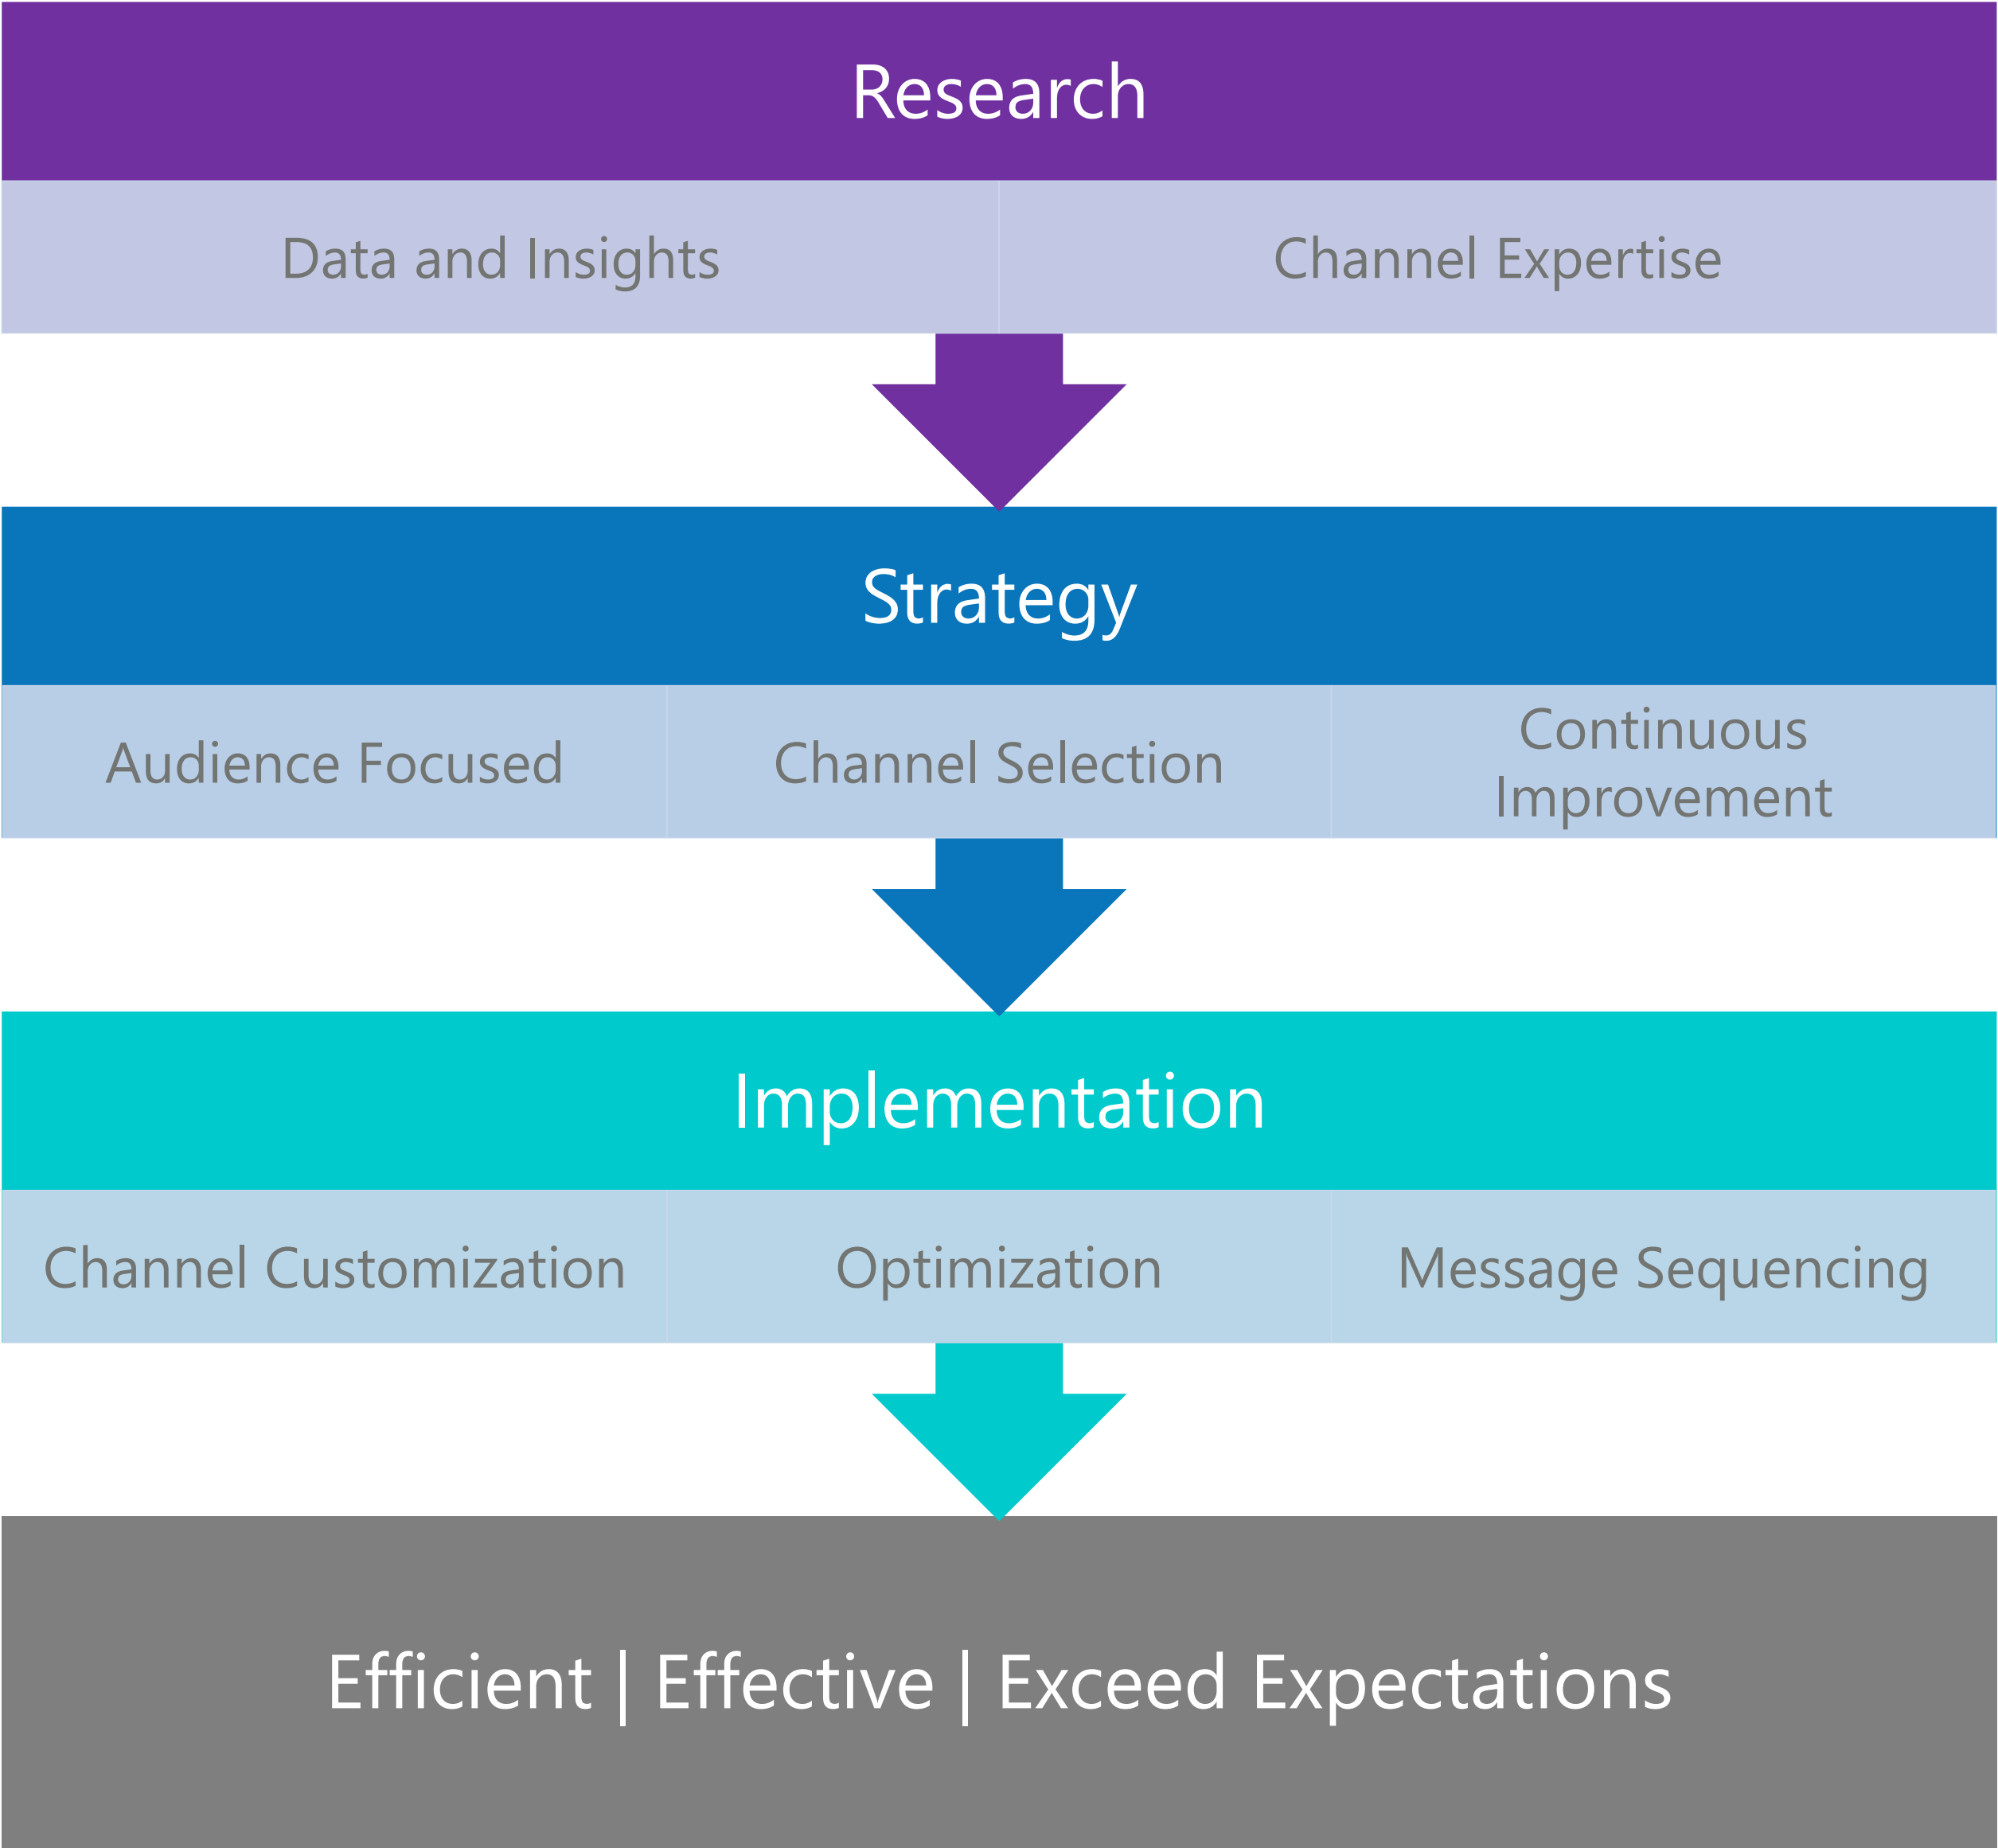 Research
Data and Insights
Channel Expertise
Strategy
Audience Focused
Channel Selection
Continuous
Improvement
Implementation
Channel Customization
Optimization
Message Sequencing
Efficient | Effective | Exceed Expectations